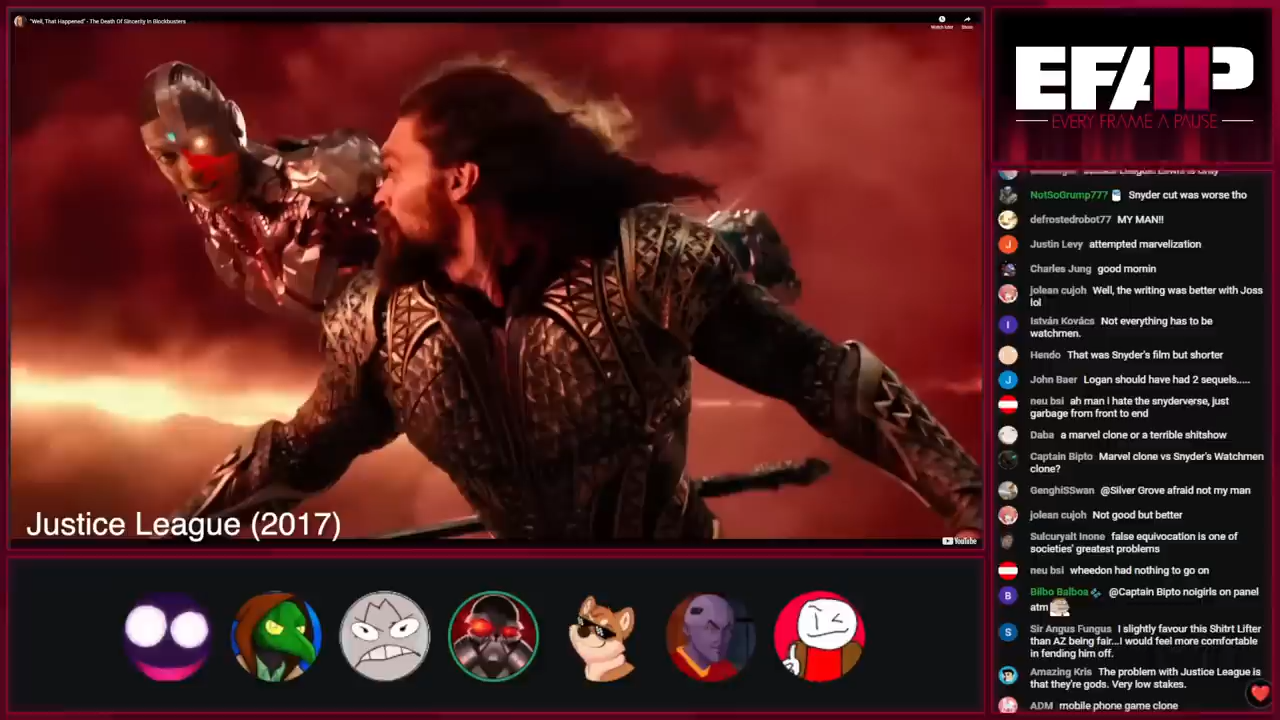 "Well, That Happened" - The Death Of Sincerity In Blockbusters
Watch later
Share
Justice League (2017)
YouTube
EFAP
EVERY FRAME A PAUSE
NotSoGrump777 Snyder cut was worse tho
defrostedrobot77 MY MAN!!
Justin Levy attempted marvelization
Charles Jung good mornin
jolean cujoh Well, the writing was better with Joss
lol
István Kovács Not everything has to be
watchmen.
Hendo That was Snyder's film but shorter
John Baer Logan should have had 2 sequels.....
neu bsi ah man i hate the snyderverse, just
garbage from front to end
Daba a marvel clone or a terrible shitshow
Captain Bipto Marvel clone vs Snyder's Watchmen
clone?
GenghiSSwan @Silver Grove afraid not my man
jolean cujoh Not good but better
Sulcuryalt Inone false equivocation is one of
societies' greatest problems
neu bsi wheedon had nothing to go on
Bilbo Balboa @Captain Bipto noigirls on panel
atm
Sir Angus Fungus I slightly favour this Shitrt Lifter
than AZ being fair...I would feel more comfortable
in fending him off.
Amazing Kris The problem with Justice League is
that they're gods. Very low stakes.
ADM mobile phone game clone